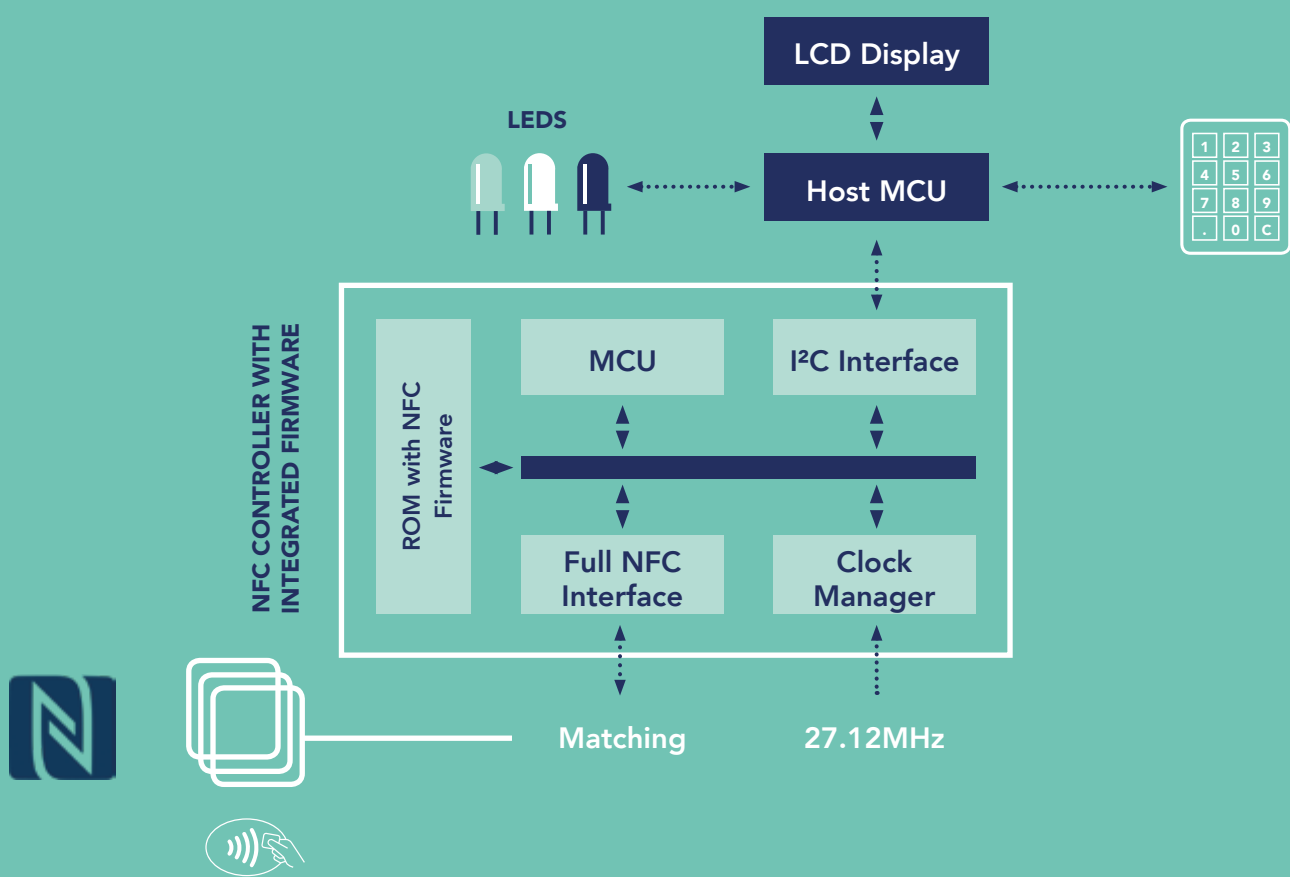 LCD Display
LEDS
Host MCU
1 2 3
4 5 6
7 8 9
. 0 C
NFC CONTROLLER WITH
INTEGRATED FIRMWARE
ROM with NFC
Firmware
MCU
I²C Interface
Full NFC
Interface
Clock
Manager
Matching
27.12MHz